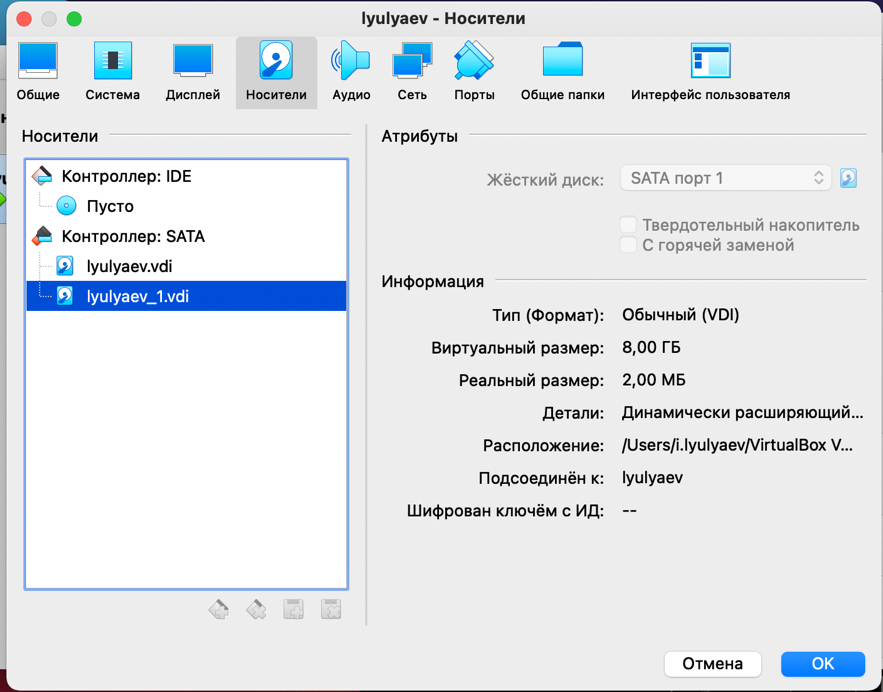 lyulyaev - Носители
Общие Система Дисплей Носители Аудио Сеть Порты Общие папки Интерфейс пользователя
Носители
Контроллер: IDE
Пусто
Контроллер: SATA
lyulyaev.vdi
lyulyaev_1.vdi
Атрибуты
Жёсткий диск: SATA порт 1
Твердотельный накопитель
С горячей заменой
Информация
Тип (Формат): Обычный (VDI)
Виртуальный размер: 8,00 ГБ
Реальный размер: 2,00 МБ
Детали: Динамически расширяющий...
Расположение: /Users/i.lyulyaev/VirtualBox V...
Подсоединён к: lyulyaev
Шифрован ключём с ИД: --
Отмена OK